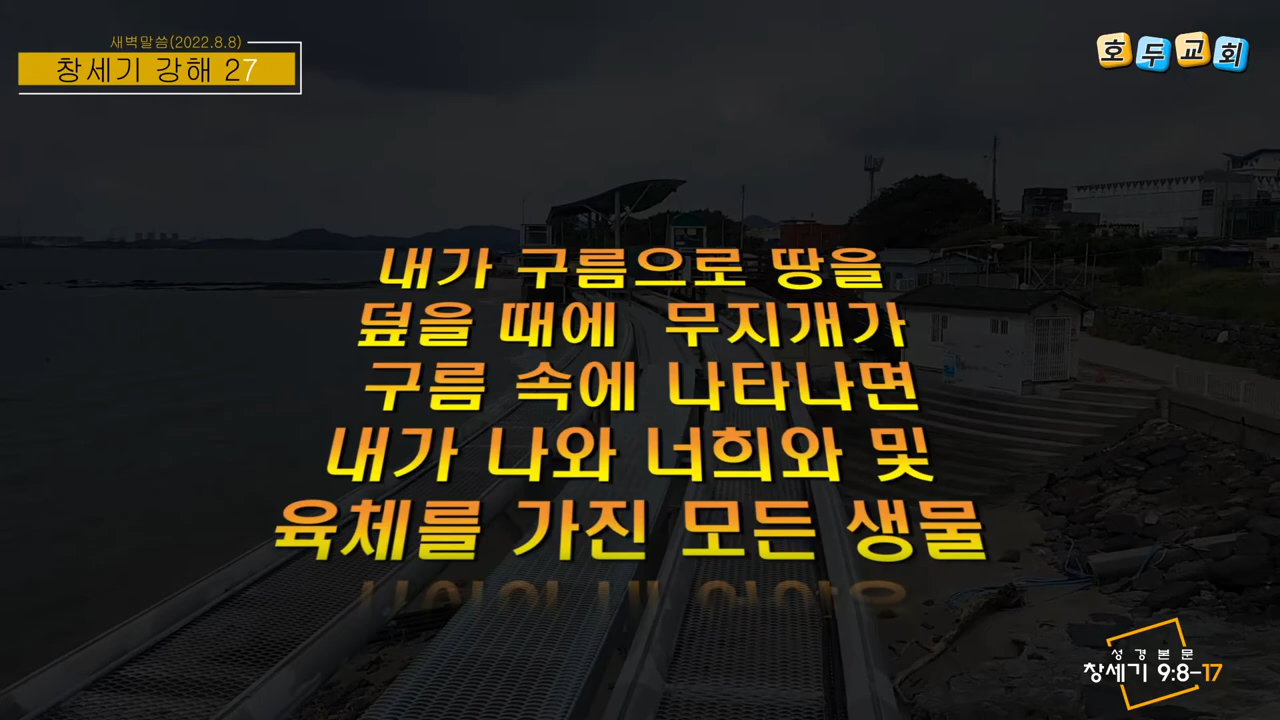 새벽말씀(2022.8.8)
창세기 강해 27
호두교회
내가 구름으로 땅을
덮을 때에 무지개가
구름 속에 나타나면
내가 나와 너희와 및
육체를 가진 모든 생물
성경본문
창세기 9:8-17